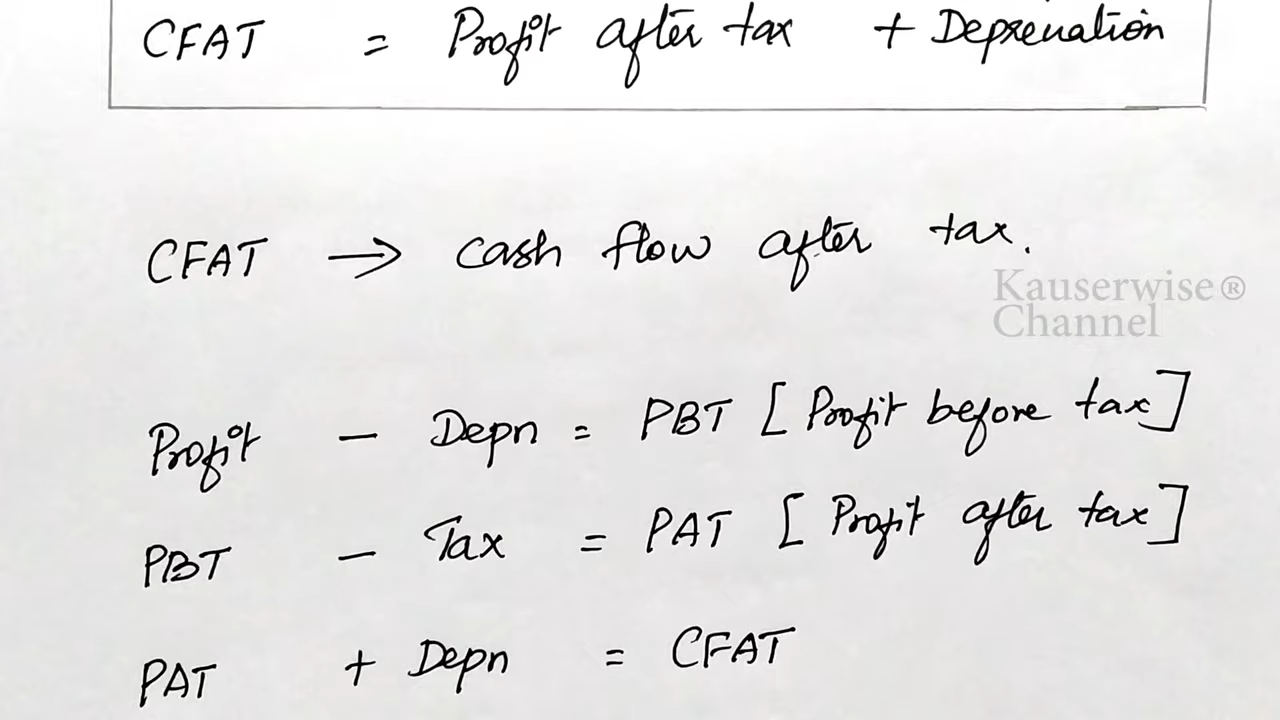 CFAT = Profit after tax + Depreciation
CFAT → cash flow after tax.
Kauserwise®
Channel
Profit - Depn = PBT [Profit before tax]
PBT - Tax = PAT [Profit after tax]
PAT + Depn = CFAT